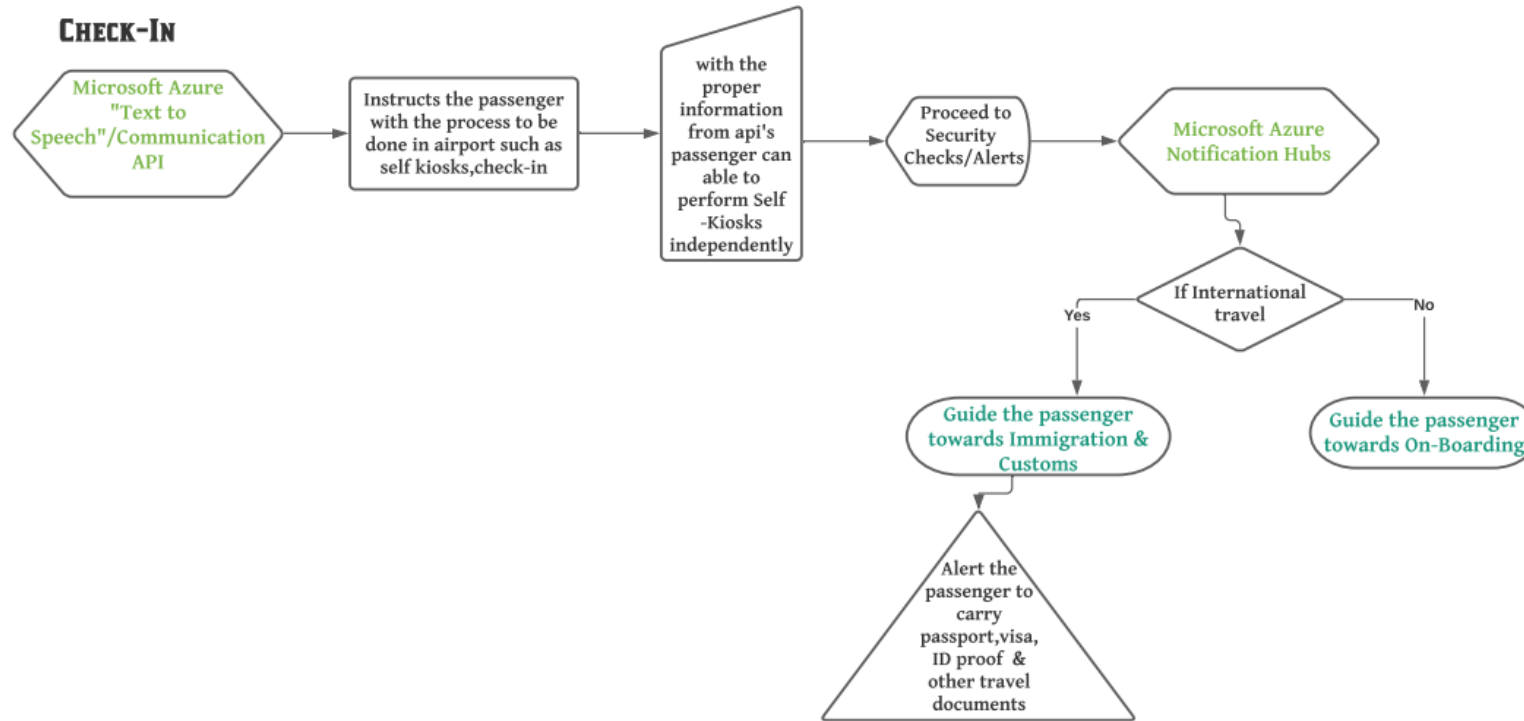 CHECK-IN
Microsoft Azure
"Text to
Speech"/Communication
API
Instructs the passenger
with the process to be
done in airport such as
self kiosks,check-in
with the
proper
information
from api's
passenger can
able to
perform Self
-Kiosks
independently
Proceed to
Security
Checks/Alerts
Microsoft Azure
Notification Hubs
If International
travel
Yes
No
Guide the passenger
towards Immigration &
Customs
Guide the passenger
towards On-Boarding
Alert the
passenger to
carry
passport,visa,
ID proof &
other travel
documents